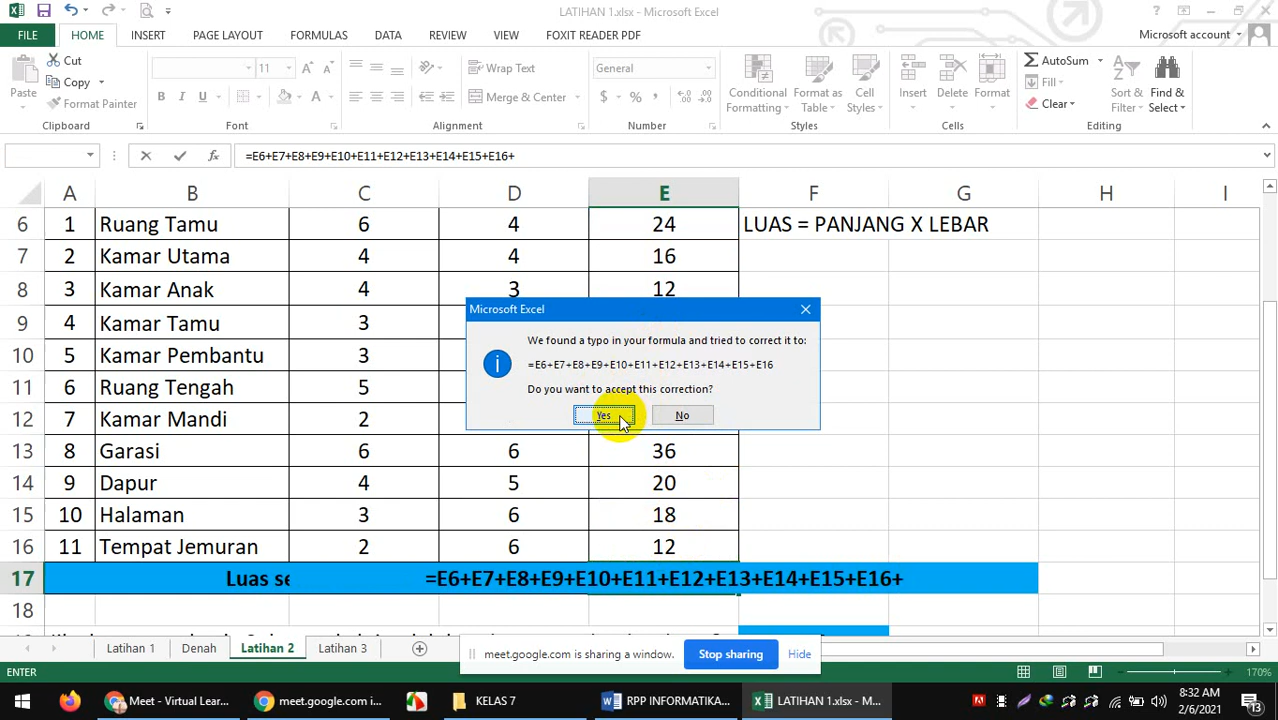 LATIHAN 1.xlsx - Microsoft Excel
FILE HOME INSERT PAGE LAYOUT FORMULAS DATA REVIEW VIEW FOXIT READER PDF Microsoft account
Cut
Copy
Format Painter
Paste
11
Wrap Text
Merge & Center
General
Conditional Formatting
Format as Table
Cell Styles
Insert
Delete
Format
AutoSum
Fill
Clear
Sort & Filter
Find & Select
Clipboard Font Alignment Number Styles Cells Editing
=E6+E7+E8+E9+E10+E11+E12+E13+E14+E15+E16+
A B C D E F G H I
6 1 Ruang Tamu 6 4 24 LUAS = PANJANG X LEBAR
7 2 Kamar Utama 4 4 16
8 3 Kamar Anak 4 3 12
9 4 Kamar Tamu 3
10 5 Kamar Pembantu 3
11 6 Ruang Tengah 5
12 7 Kamar Mandi 2
13 8 Garasi 6 6 36
14 9 Dapur 4 5 20
15 10 Halaman 3 6 18
16 11 Tempat Jemuran 2 6 12
17 Luas se =E6+E7+E8+E9+E10+E11+E12+E13+E14+E15+E16+
18
Microsoft Excel
We found a typo in your formula and tried to correct it to:
=E6+E7+E8+E9+E10+E11+E12+E13+E14+E15+E16
Do you want to accept this correction?
Yes No
Latihan 1 Denah Latihan 2 Latihan 3
meet.google.com is sharing a window. Stop sharing Hide
ENTER 170%
Meet - Virtual Lear...
meet.google.com i...
KELAS 7
RPP INFORMATIKA...
LATIHAN 1.xlsx - M...
8:32 AM
2/6/2021
13